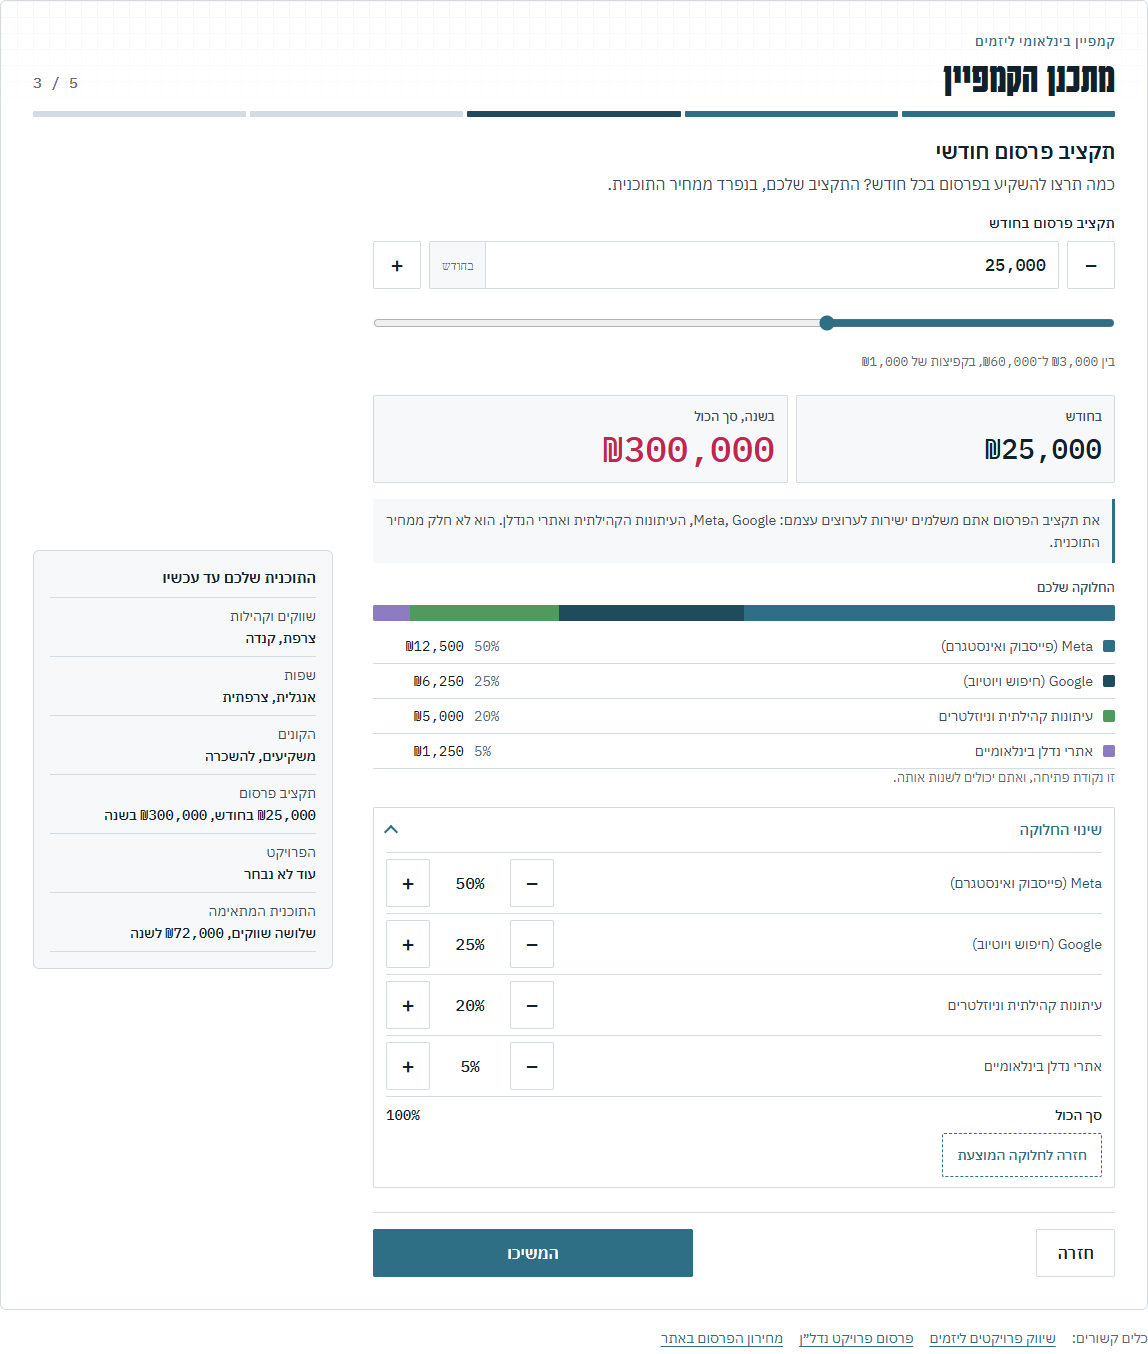 קמפיין בינלאומי ליזמים
מתכנן הקמפיין
3 / 5
תקציב פרסום חודשי
כמה תרצו להשקיע בפרסום בכל חודש? התקציב שלכם, בנפרד ממחיר התוכנית.
תקציב פרסום בחודש
−
25,000
בחודש
+
בין ₪3,000 ל־₪60,000, בקפיצות של ₪1,000
בחודש
₪25,000
בשנה, סך הכול
₪300,000
את תקציב הפרסום אתם משלמים ישירות לערוצים עצמם: Meta, Google, העיתונות הקהילתית ואתרי הנדלן. הוא לא חלק ממחיר
התוכנית.
החלוקה שלכם
Meta (פייסבוק ואינסטגרם) 50% ₪12,500
Google (חיפוש ויוטיוב) 25% ₪6,250
עיתונות קהילתית וניוזלטרים 20% ₪5,000
אתרי נדלן בינלאומיים 5% ₪1,250
זו נקודת פתיחה, ואתם יכולים לשנות אותה.
שינוי החלוקה
Meta (פייסבוק ואינסטגרם) − 50% +
Google (חיפוש ויוטיוב) − 25% +
עיתונות קהילתית וניוזלטרים − 20% +
אתרי נדלן בינלאומיים − 5% +
סך הכול 100%
חזרה לחלוקה המוצעת
חזרה
המשיכו
התוכנית שלכם עד עכשיו
שווקים וקהילות
צרפת, קנדה
שפות
אנגלית, צרפתית
הקונים
משקיעים, להשכרה
תקציב פרסום
₪25,000 בחודש, ₪300,000 בשנה
הפרויקט
עוד לא נבחר
התוכנית המתאימה
שלושה שווקים, ₪72,000 לשנה
כלים קשורים: שיווק פרויקטים ליזמים פרסום פרויקט נדל״ן מחירון הפרסום באתר